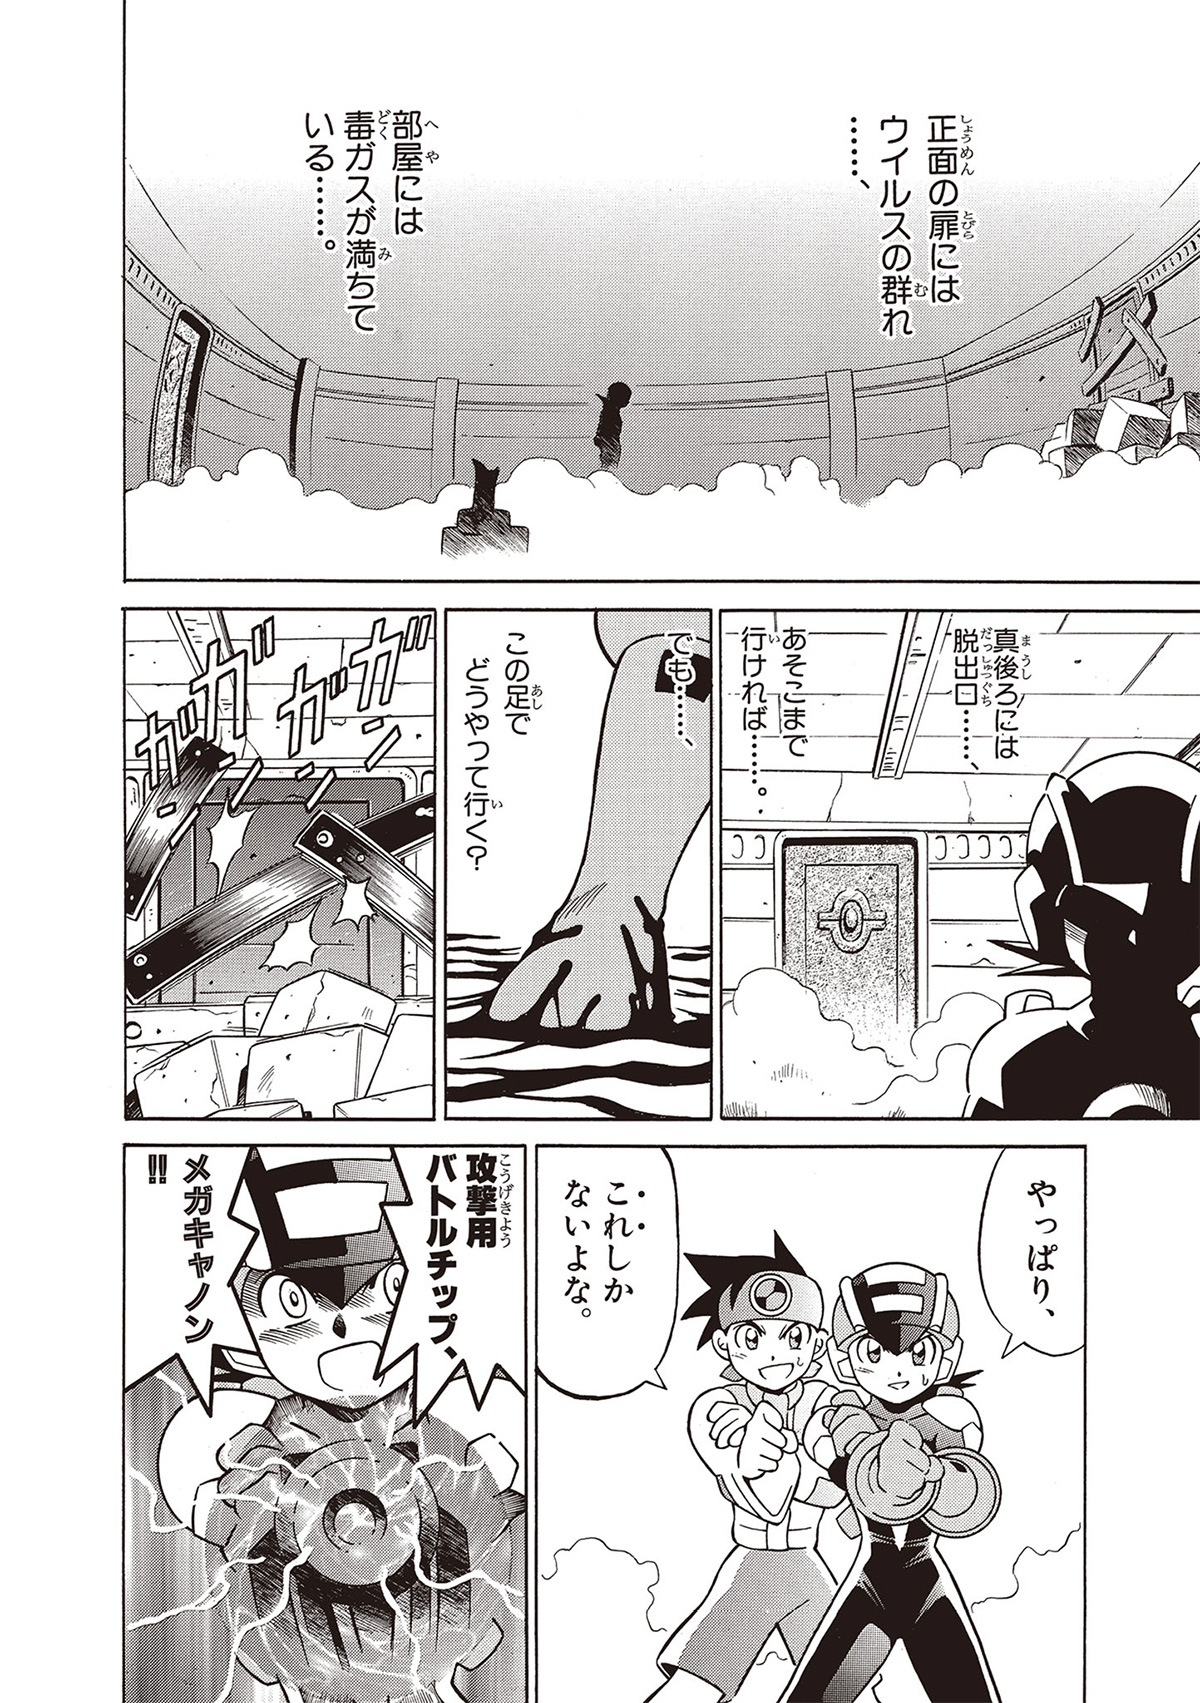 正面の扉には
ウイルスの群れ
……、
部屋には
毒ガスが満ちて
いる……。
真後ろには
脱出口……、
あそこまで
行ければ……。
でも……、
この足で
どうやって行く?
ガンガンガンガン
やっぱり、
これしか
ないよな。
攻撃用
バトルチップ、
メガキャノン
!!